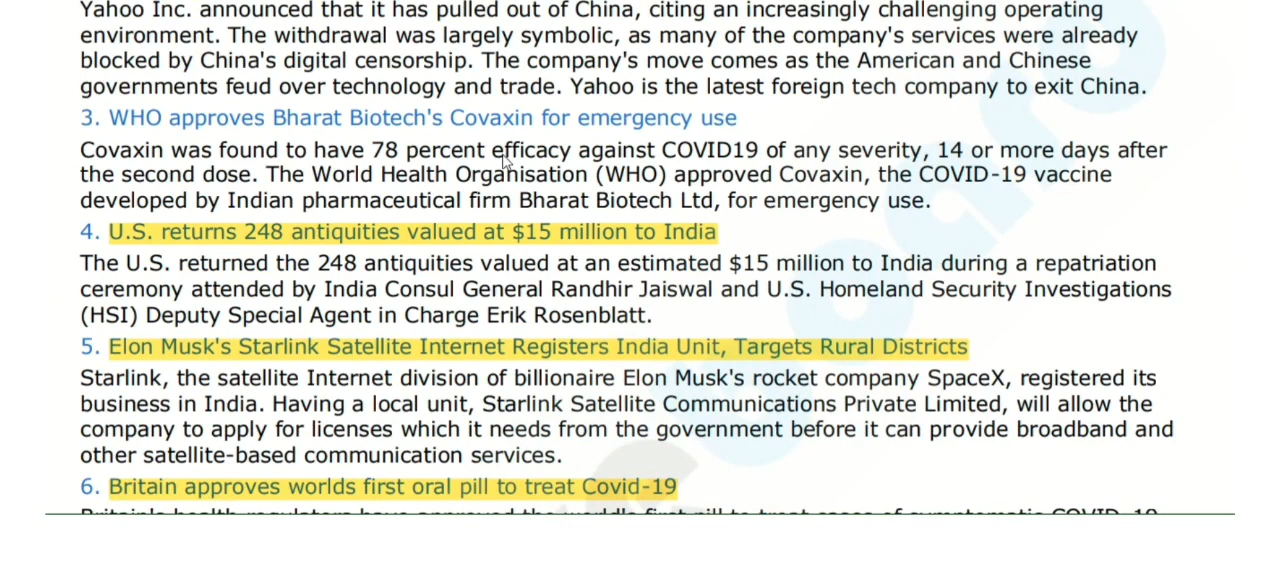 Yahoo Inc. announced that it has pulled out of China, citing an increasingly challenging operating
environment. The withdrawal was largely symbolic, as many of the company's services were already
blocked by China's digital censorship. The company's move comes as the American and Chinese
governments feud over technology and trade. Yahoo is the latest foreign tech company to exit China.
3. WHO approves Bharat Biotech's Covaxin for emergency use
Covaxin was found to have 78 percent efficacy against COVID19 of any severity, 14 or more days after
the second dose. The World Health Organisation (WHO) approved Covaxin, the COVID-19 vaccine
developed by Indian pharmaceutical firm Bharat Biotech Ltd, for emergency use.
4. U.S. returns 248 antiquities valued at $15 million to India
The U.S. returned the 248 antiquities valued at an estimated $15 million to India during a repatriation
ceremony attended by India Consul General Randhir Jaiswal and U.S. Homeland Security Investigations
(HSI) Deputy Special Agent in Charge Erik Rosenblatt.
5. Elon Musk's Starlink Satellite Internet Registers India Unit, Targets Rural Districts
Starlink, the satellite Internet division of billionaire Elon Musk's rocket company SpaceX, registered its
business in India. Having a local unit, Starlink Satellite Communications Private Limited, will allow the
company to apply for licenses which it needs from the government before it can provide broadband and
other satellite-based communication services.
6. Britain approves worlds first oral pill to treat Covid-19